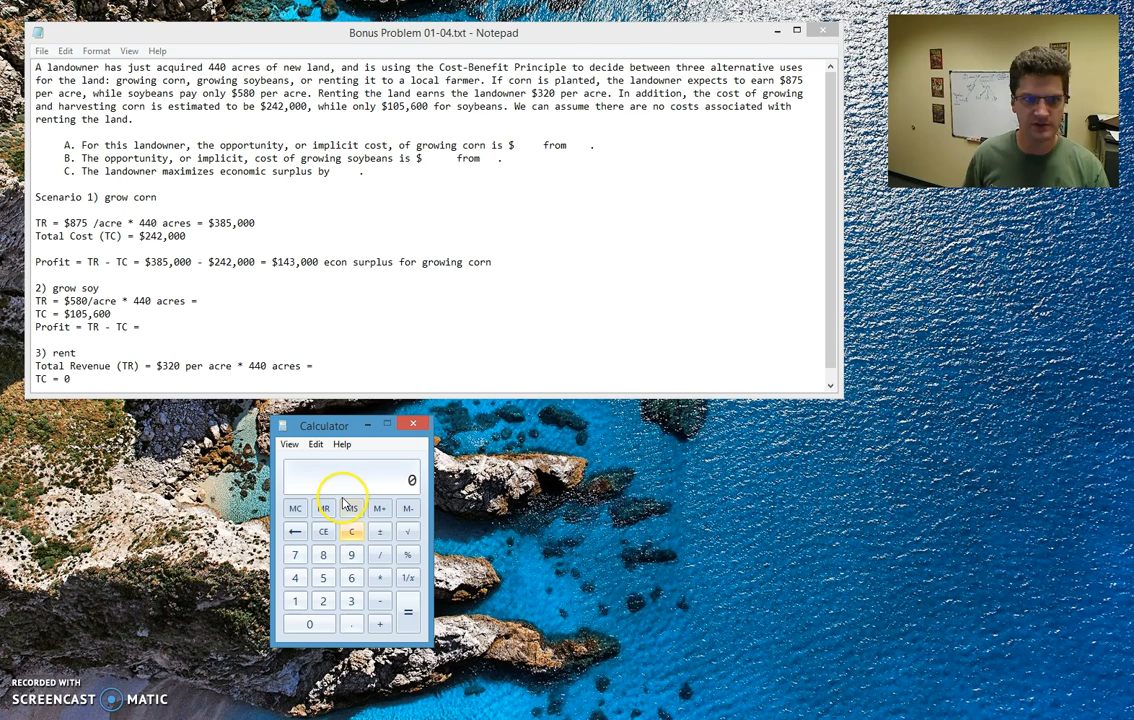 Bonus Problem 01-04.txt - Notepad
File Edit Format View Help
A landowner has just acquired 440 acres of new land, and is using the Cost-Benefit Principle to decide between three alternative uses
for the land: growing corn, growing soybeans, or renting it to a local farmer. If corn is planted, the landowner expects to earn $875
per acre, while soybeans pay only $580 per acre. Renting the land earns the landowner $320 per acre. In addition, the cost of growing
and harvesting corn is estimated to be $242,000, while only $105,600 for soybeans. We can assume there are no costs associated with
renting the land.
A. For this landowner, the opportunity, or implicit cost, of growing corn is $ from .
B. The opportunity, or implicit, cost of growing soybeans is $ from .
C. The landowner maximizes economic surplus by .
Scenario 1) grow corn
TR = $875 /acre * 440 acres = $385,000
Total Cost (TC) = $242,000
Profit = TR - TC = $385,000 - $242,000 = $143,000 econ surplus for growing corn
2) grow soy
TR = $580/acre * 440 acres =
TC = $105,600
Profit = TR - TC =
3) rent
Total Revenue (TR) = $320 per acre * 440 acres =
TC = 0
Calculator
View Edit Help
0
MC MR MS M+ M-
← CE C ± √
7 8 9 / %
4 5 6 * 1/x
1 2 3 - =
0 . +
RECORDED WITH
SCREENCAST MATIC